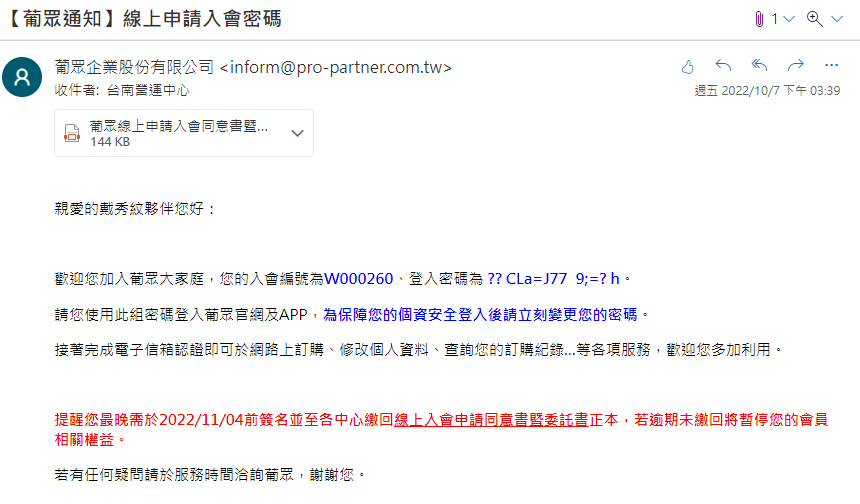 【葡眾通知】線上申請入會密碼
1
葡眾企業股份有限公司 <inform@pro-partner.com.tw>
收件者: 台南營運中心
週五 2022/10/7 下午 03:39
葡眾線上申請入會同意書暨...
144 KB
親愛的戴秀紋夥伴您好：
歡迎您加入葡眾大家庭，您的入會編號為W000260、登入密碼為 ?? CLa=J77  9;=? h。
請您使用此組密碼登入葡眾官網及APP，為保障您的個資安全登入後請立刻變更您的密碼。
接著完成電子信箱認證即可於網路上訂購、修改個人資料、查詢您的訂購紀錄...等各項服務，歡迎您多加利用。
提醒您最晚需於2022/11/04前簽名並至各中心繳回線上入會申請同意書暨委託書正本，若逾期未繳回將暫停您的會員
相關權益。
若有任何疑問請於服務時間洽詢葡眾，謝謝您。